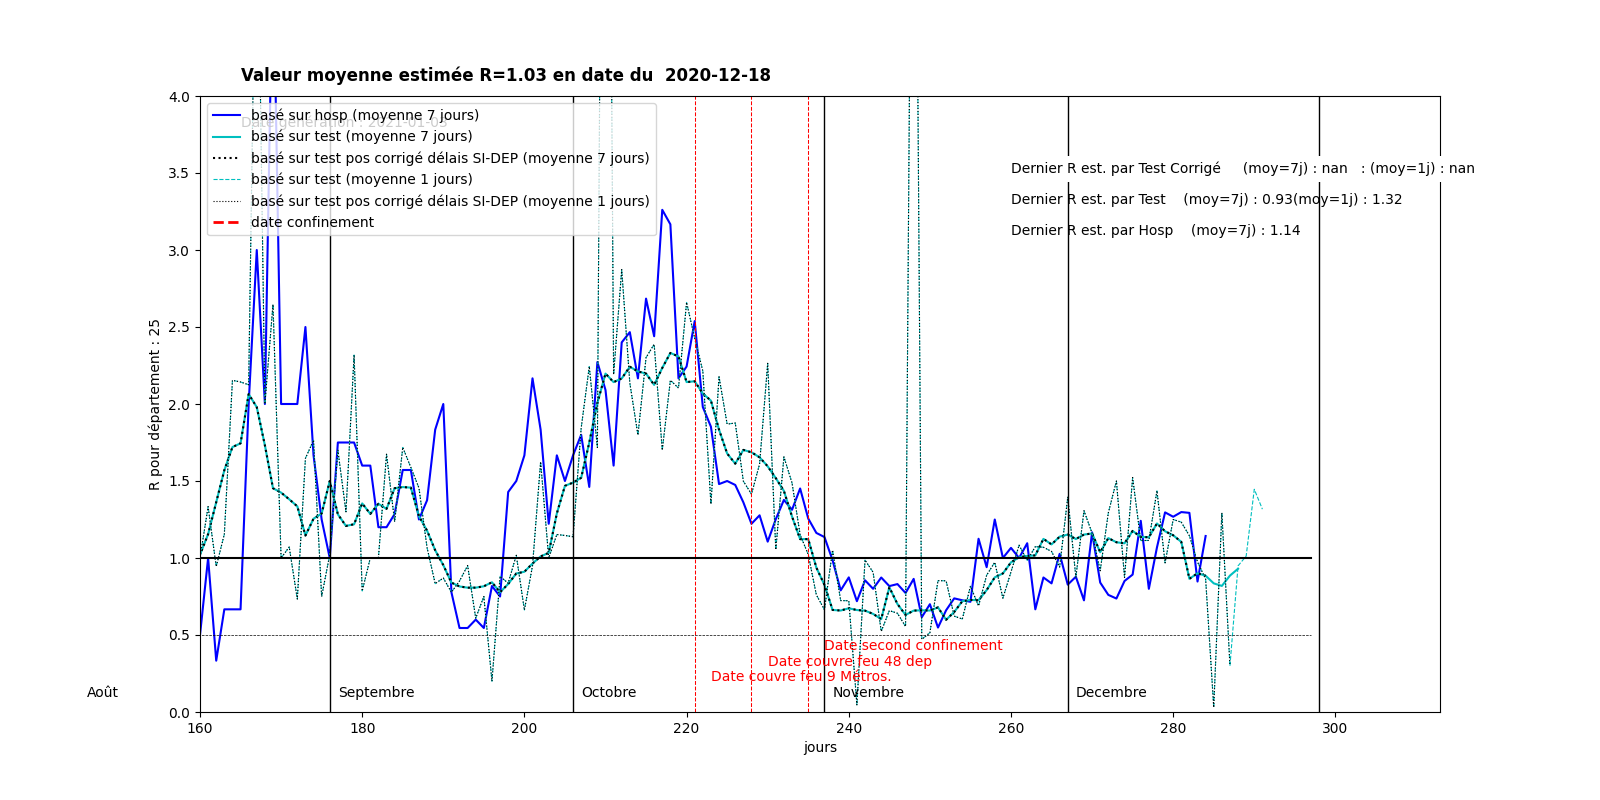 Valeur moyenne estimée R=1.03 en date du  2020-12-18
Date génération : 2021-01-03
basé sur hosp (moyenne 7 jours)
basé sur test (moyenne 7 jours)
basé sur test pos corrigé délais SI-DEP (moyenne 7 jours)
basé sur test (moyenne 1 jours)
basé sur test pos corrigé délais SI-DEP (moyenne 1 jours)
date confinement
Dernier R est. par Test Corrigé     (moy=7j) : nan   : (moy=1j) : nan
Dernier R est. par Test    (moy=7j) : 0.93(moy=1j) : 1.32
Dernier R est. par Hosp    (moy=7j) : 1.14
R pour département : 25
4.0
3.5
3.0
2.5
2.0
1.5
1.0
0.5
0.0
Date second confinement
Date couvre feu 48 dep
Date couvre feu 9 Métros.
Août
Septembre
Octobre
Novembre
Decembre
160 180 200 220 240 260 280 300
jours